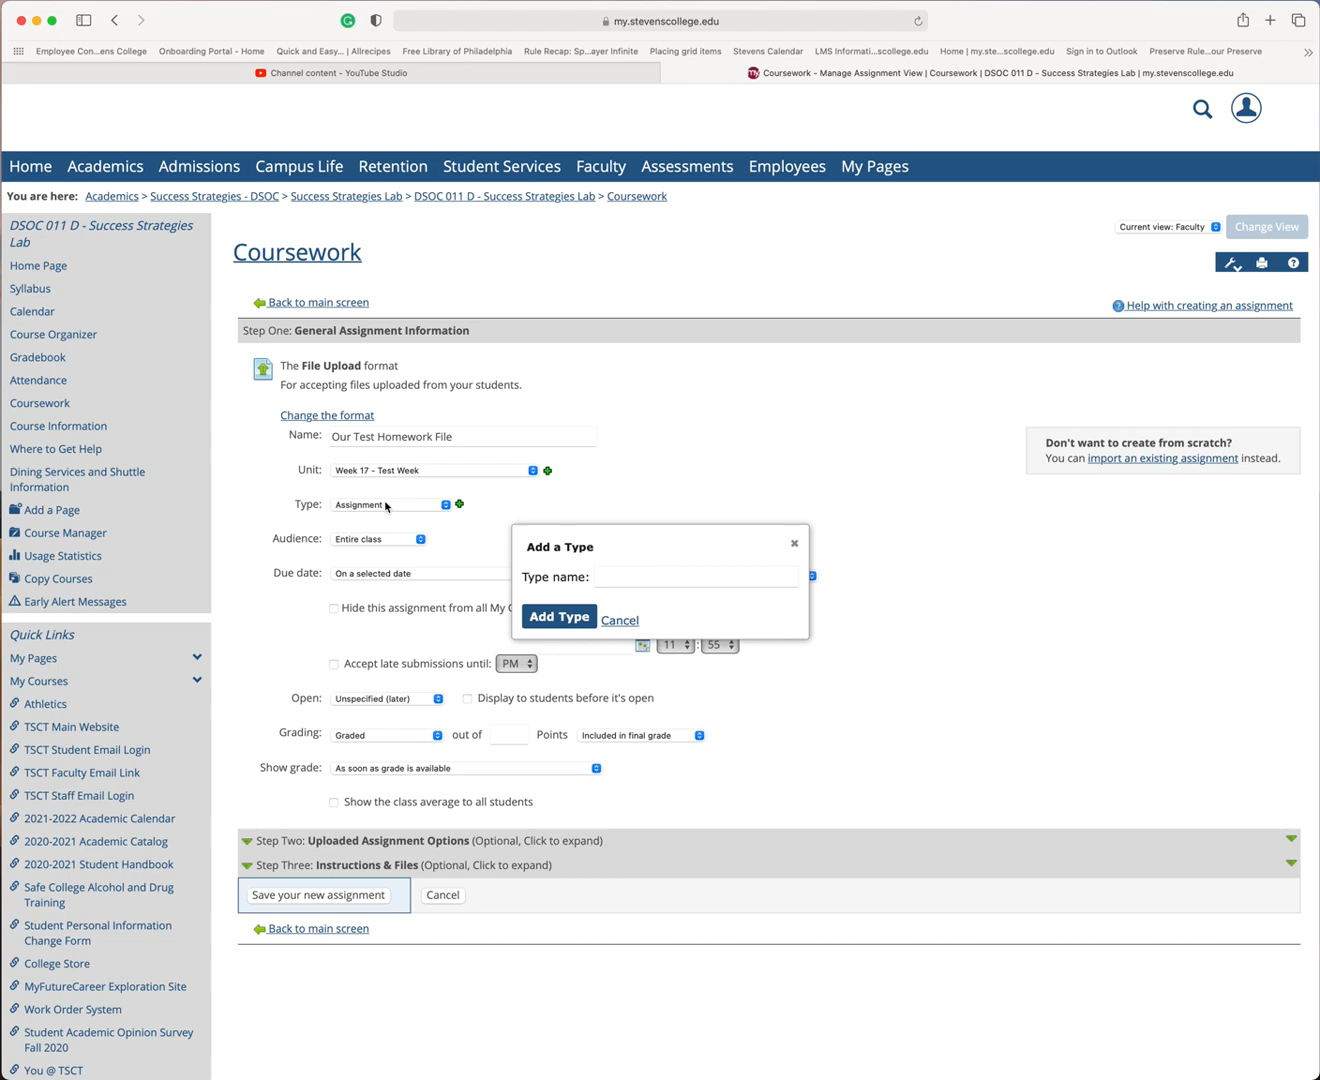 my.stevenscollege.edu
Employee Con...ens College
Onboarding Portal - Home
Quick and Easy... | Allrecipes
Free Library of Philadelphia
Rule Recap: Sp...ayer Infinite
Placing grid items
Stevens Calendar
LMS Informati...scollege.edu
Home | my.ste...scollege.edu
Sign in to Outlook
Preserve Rule...our Preserve
Channel content - YouTube Studio
Coursework - Manage Assignment View | Coursework | DSOC 011 D - Success Strategies Lab | my.stevenscollege.edu
Home Academics Admissions Campus Life Retention Student Services Faculty Assessments Employees My Pages
You are here: Academics > Success Strategies - DSOC > Success Strategies Lab > DSOC 011 D - Success Strategies Lab > Coursework
DSOC 011 D - Success Strategies
Lab
Home Page
Syllabus
Calendar
Course Organizer
Gradebook
Attendance
Coursework
Course Information
Where to Get Help
Dining Services and Shuttle
Information
Add a Page
Course Manager
Usage Statistics
Copy Courses
Early Alert Messages
Quick Links
My Pages
My Courses
Athletics
TSCT Main Website
TSCT Student Email Login
TSCT Faculty Email Link
TSCT Staff Email Login
2021-2022 Academic Calendar
2020-2021 Academic Catalog
2020-2021 Student Handbook
Safe College Alcohol and Drug
Training
Student Personal Information
Change Form
College Store
MyFutureCareer Exploration Site
Work Order System
Student Academic Opinion Survey
Fall 2020
You @ TSCT
Current view: Faculty
Change View
Coursework
Back to main screen
Help with creating an assignment
Step One: General Assignment Information
The File Upload format
For accepting files uploaded from your students.
Change the format
Name: Our Test Homework File
Unit: Week 17 - Test Week
Type: Assignment
Audience: Entire class
Due date: On a selected date
Hide this assignment from all My C
Accept late submissions until: PM
11 : 55
Open: Unspecified (later) Display to students before it's open
Grading: Graded out of Points Included in final grade
Show grade: As soon as grade is available
Show the class average to all students
Don't want to create from scratch?
You can import an existing assignment instead.
Add a Type
Type name:
Add Type Cancel
Step Two: Uploaded Assignment Options (Optional, Click to expand)
Step Three: Instructions & Files (Optional, Click to expand)
Save your new assignment Cancel
Back to main screen